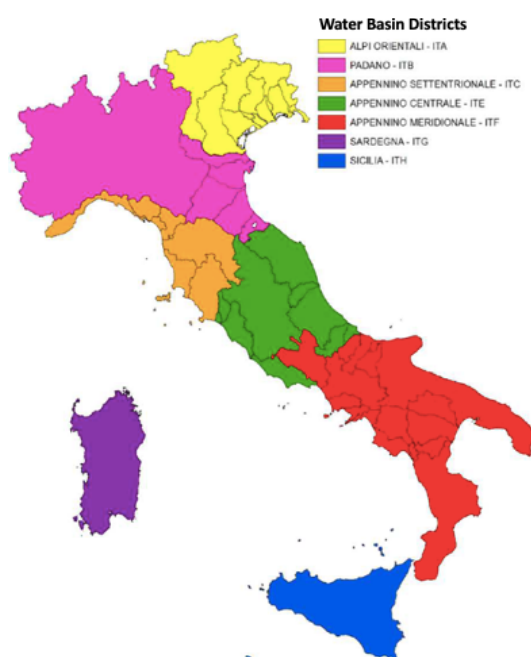 Water Basin Districts
ALPI ORIENTALI - ITA
PADANO - ITB
APPENNINO SETTENTRIONALE - ITC
APPENNINO CENTRALE - ITE
APPENNINO MERIDIONALE - ITF
SARDEGNA - ITG
SICILIA - ITH